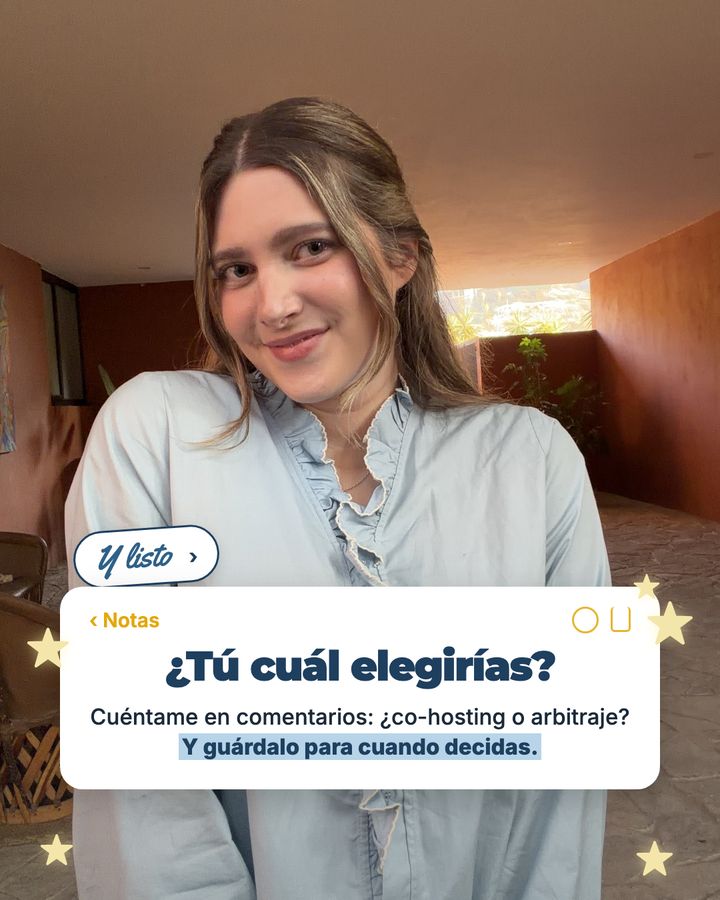 Y listo ›
‹ Notas
¿Tú cuál elegirías?
Cuéntame en comentarios: ¿co-hosting o arbitraje?
Y guárdalo para cuando decidas.